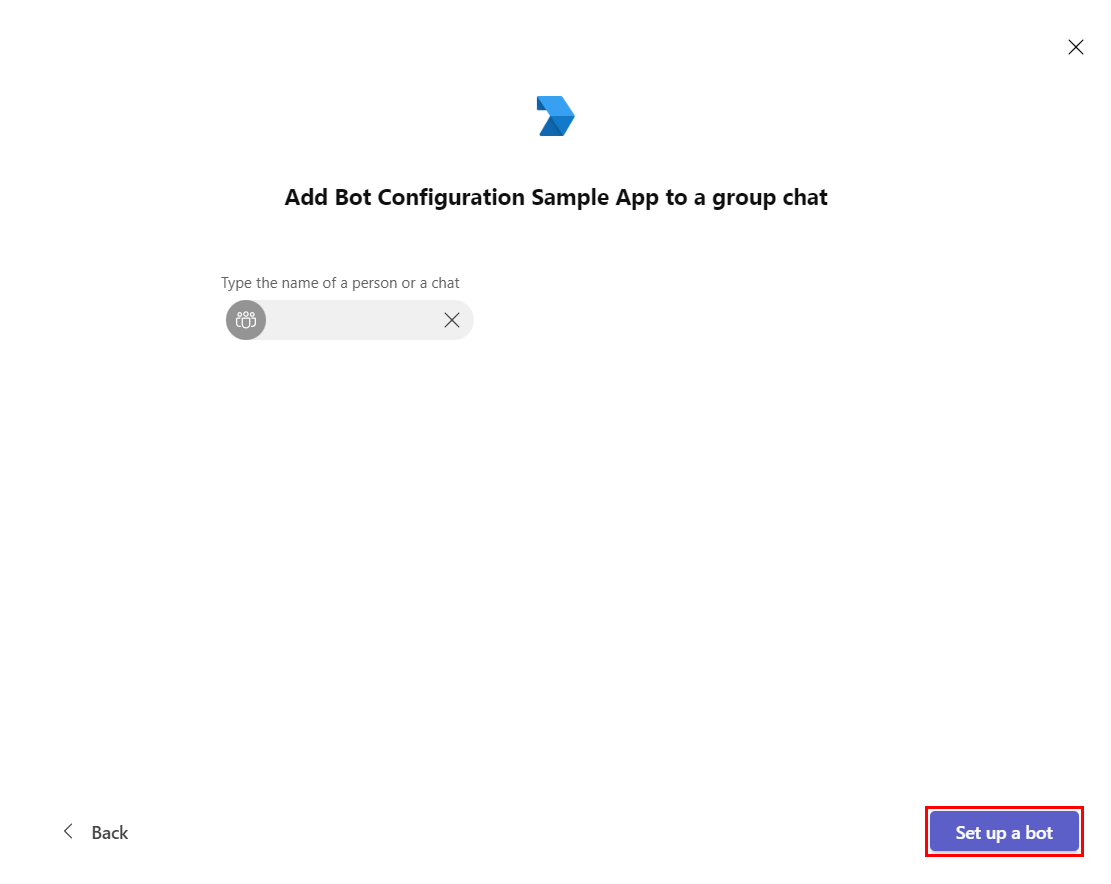 Add Bot Configuration Sample App to a group chat
Type the name of a person or a chat
Back
Set up a bot